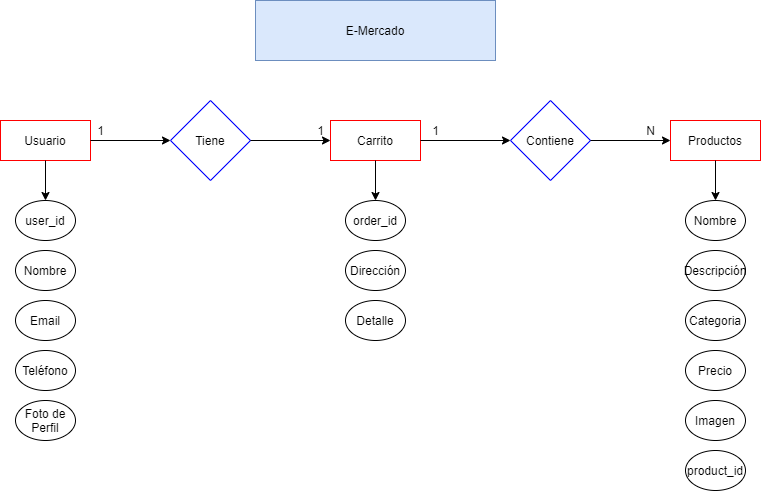 E-Mercado
Usuario
1
Tiene
1
Carrito
1
Contiene
N
Productos
user_id
order_id
Nombre
Nombre
Dirección
Descripción
Email
Detalle
Categoria
Teléfono
Precio
Foto de
Perfil
Imagen
product_id